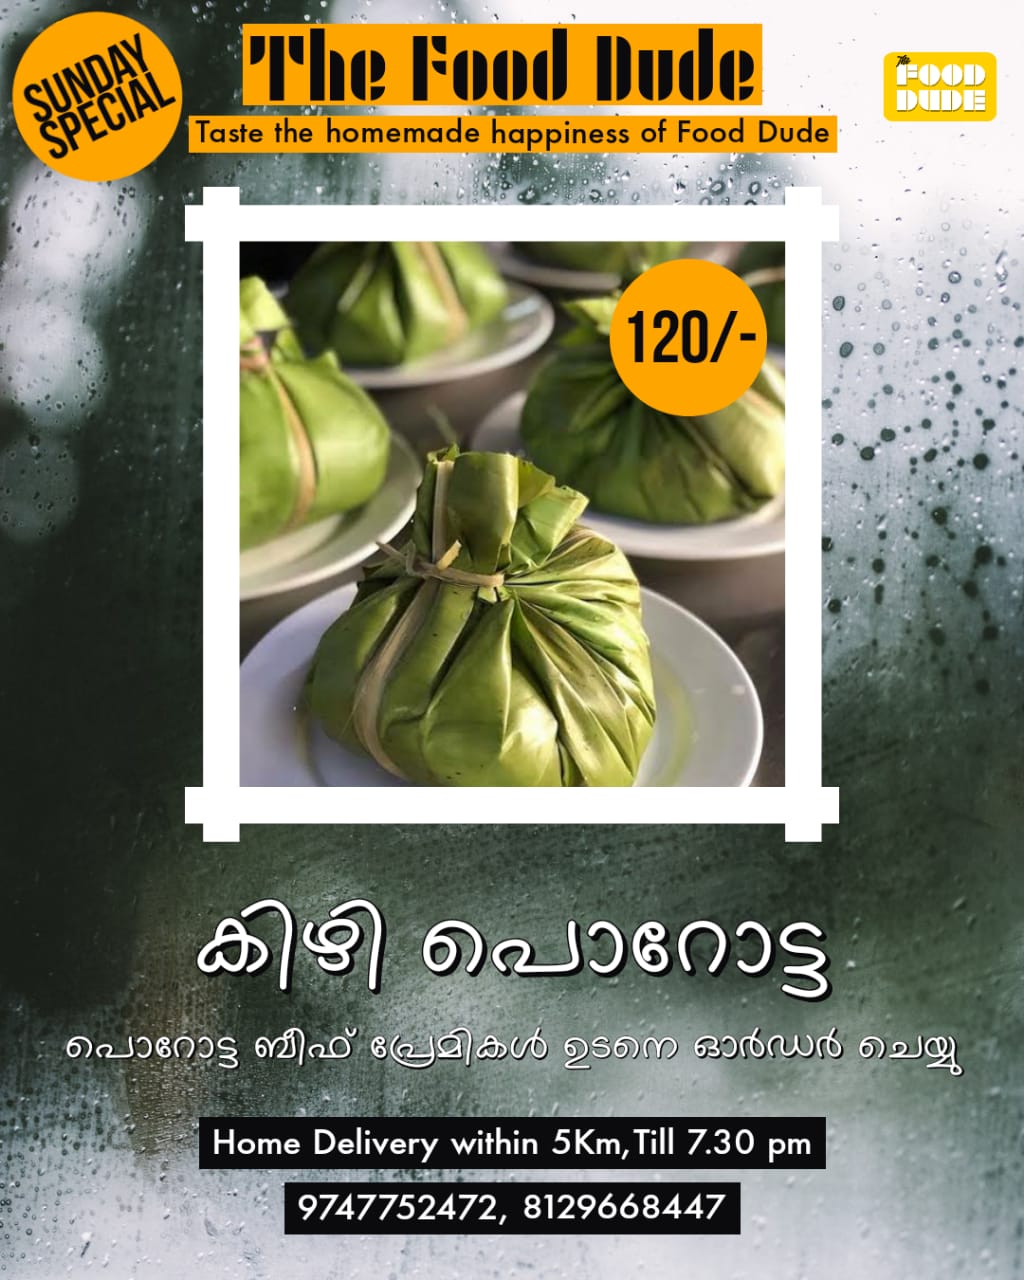 SUNDAY
SPECIAL
The Food Dude
Taste the homemade happiness of Food Dude
The
FOOD
DUDE
120/-
കിഴി പൊറോട്ട
പൊറോട്ട ബീഫ് പ്രേമികൾ ഉടനെ ഓർഡർ ചെയ്യു
Home Delivery within 5Km,Till 7.30 pm
9747752472, 8129668447